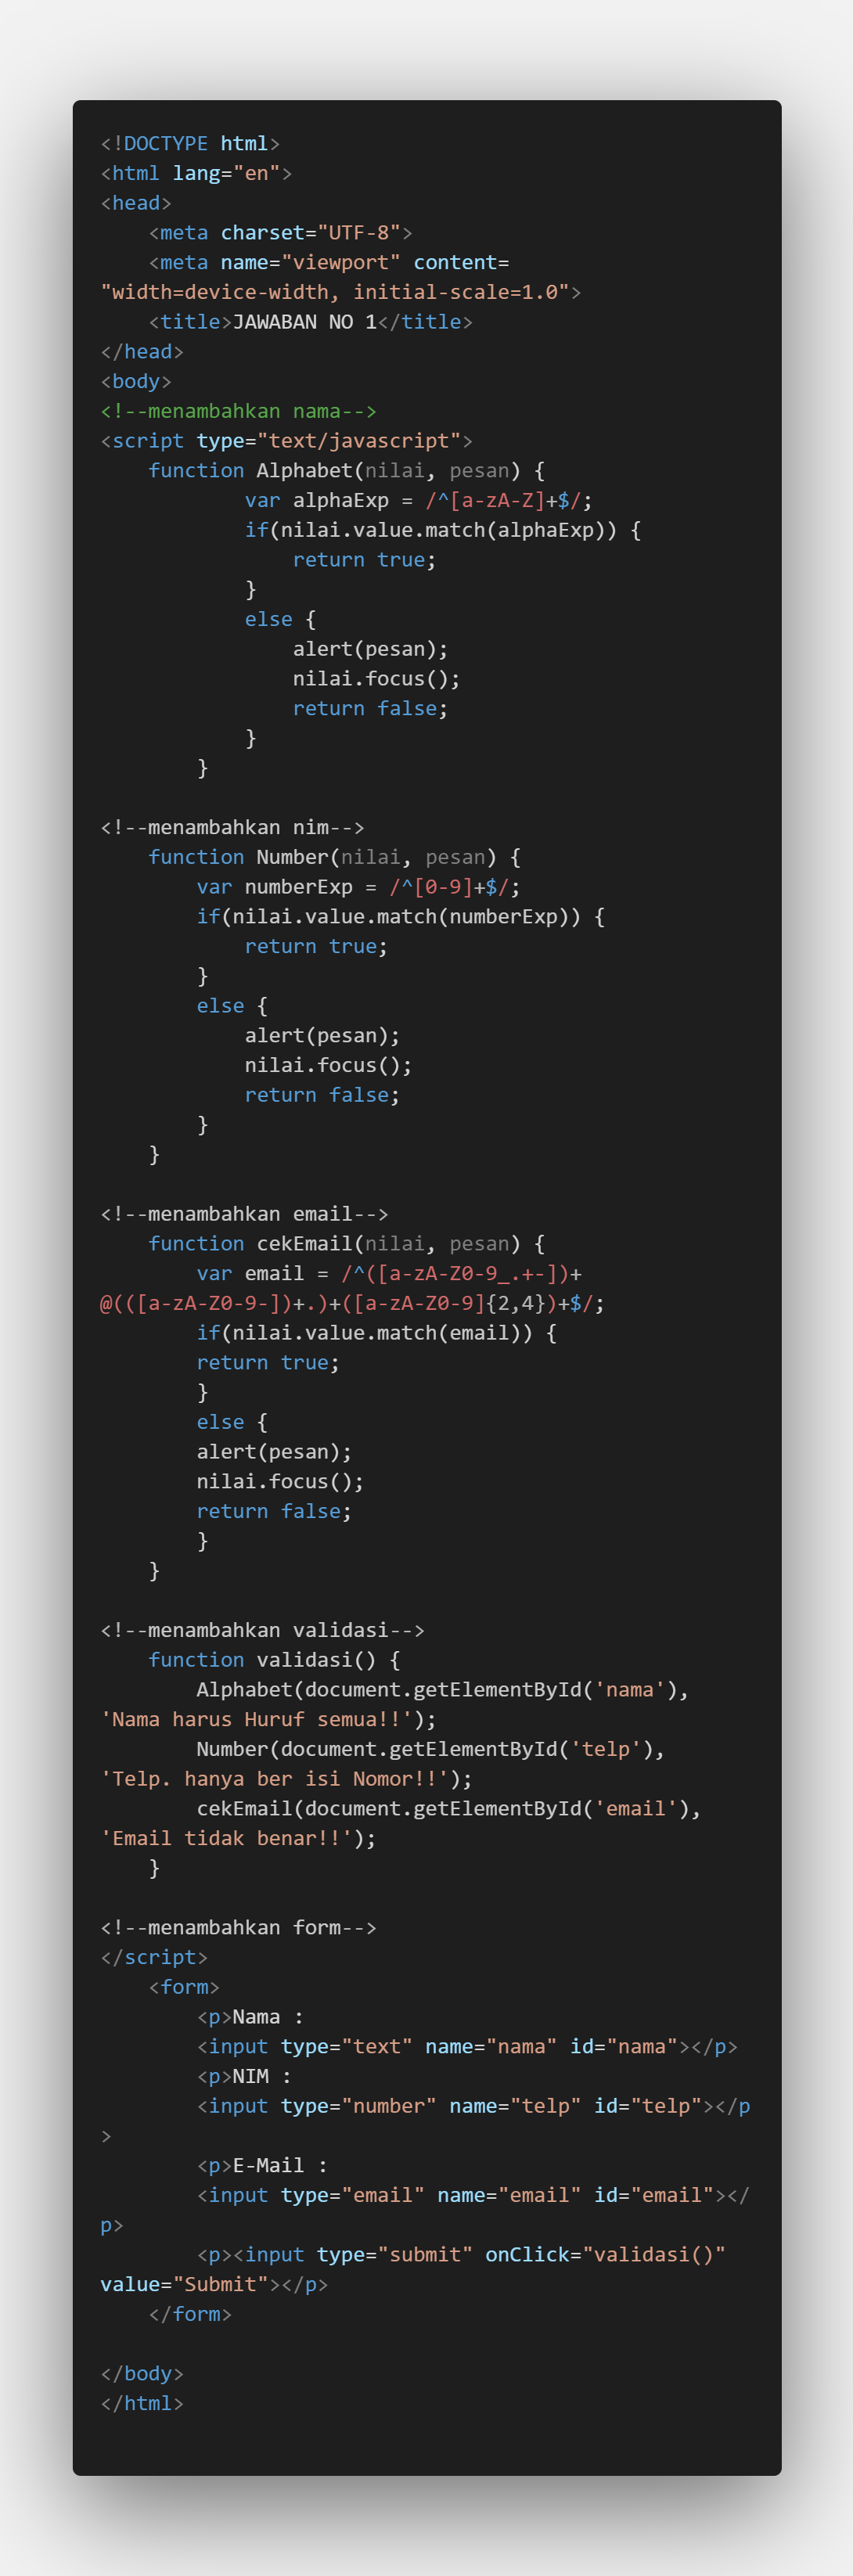 <!DOCTYPE html>
<html lang="en">
<head>
    <meta charset="UTF-8">
    <meta name="viewport" content=
"width=device-width, initial-scale=1.0">
    <title>JAWABAN NO 1</title>
</head>
<body>
<!--menambahkan nama-->
<script type="text/javascript">
    function Alphabet(nilai, pesan) {
            var alphaExp = /^[a-zA-Z]+$/;
            if(nilai.value.match(alphaExp)) {
                return true;
            }
            else {
                alert(pesan);
                nilai.focus();
                return false;
            }
        }

<!--menambahkan nim-->
    function Number(nilai, pesan) {
        var numberExp = /^[0-9]+$/;
        if(nilai.value.match(numberExp)) {
            return true;
        }
        else {
            alert(pesan);
            nilai.focus();
            return false;
        }
    }

<!--menambahkan email-->
    function cekEmail(nilai, pesan) {
        var email = /^([a-zA-Z0-9_.+-])+
@(([a-zA-Z0-9-])+.)+([a-zA-Z0-9]{2,4})+$/;
        if(nilai.value.match(email)) {
        return true;
        }
        else {
        alert(pesan);
        nilai.focus();
        return false;
        }
    }

<!--menambahkan validasi-->
    function validasi() {
        Alphabet(document.getElementById('nama'),
'Nama harus Huruf semua!!');
        Number(document.getElementById('telp'),
'Telp. hanya ber isi Nomor!!');
        cekEmail(document.getElementById('email'),
'Email tidak benar!!');
    }

<!--menambahkan form-->
</script>
    <form>
        <p>Nama :
        <input type="text" name="nama" id="nama"></p>
        <p>NIM :
        <input type="number" name="telp" id="telp"></p
>
        <p>E-Mail :
        <input type="email" name="email" id="email"></
p>
        <p><input type="submit" onClick="validasi()"
value="Submit"></p>
    </form>

</body>
</html>